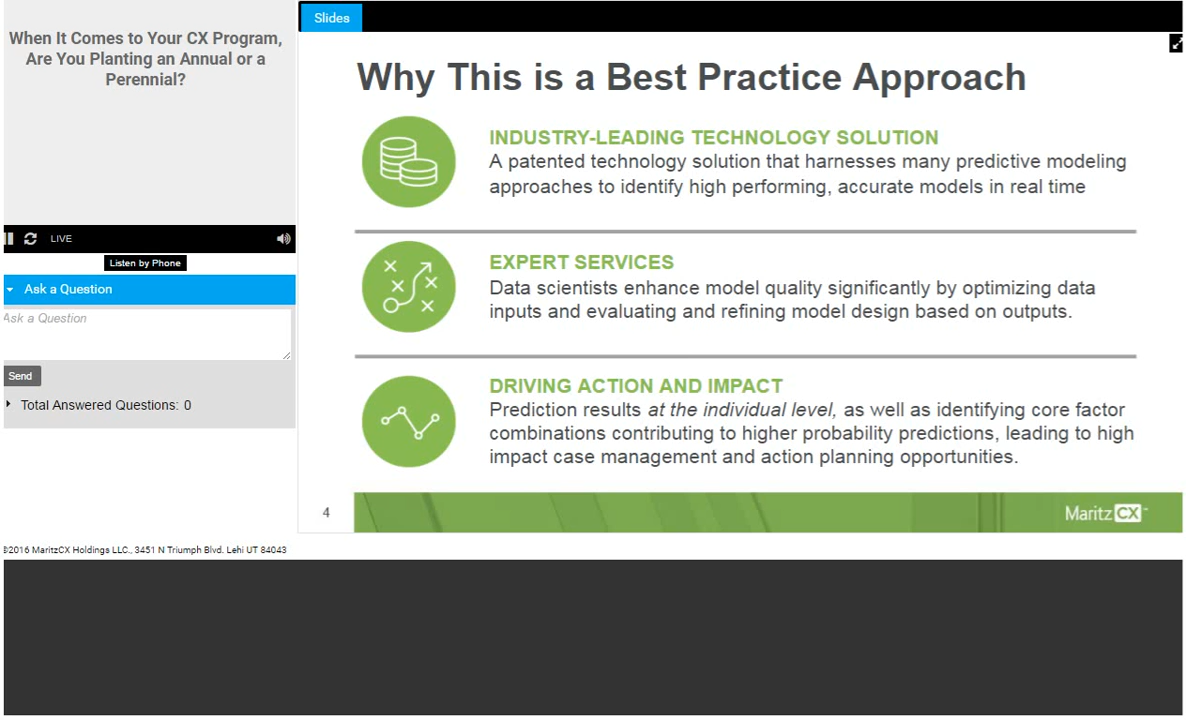 When It Comes to Your CX Program,
Are You Planting an Annual or a
Perennial?
LIVE
Listen by Phone
Ask a Question
Ask a Question
Send
Total Answered Questions: 0
Slides
Why This is a Best Practice Approach
INDUSTRY-LEADING TECHNOLOGY SOLUTION
A patented technology solution that harnesses many predictive modeling
approaches to identify high performing, accurate models in real time
EXPERT SERVICES
Data scientists enhance model quality significantly by optimizing data
inputs and evaluating and refining model design based on outputs.
DRIVING ACTION AND IMPACT
Prediction results at the individual level, as well as identifying core factor
combinations contributing to higher probability predictions, leading to high
impact case management and action planning opportunities.
4
MaritzCX
©2016 MaritzCX Holdings LLC., 3451 N Triumph Blvd. Lehi UT 84043